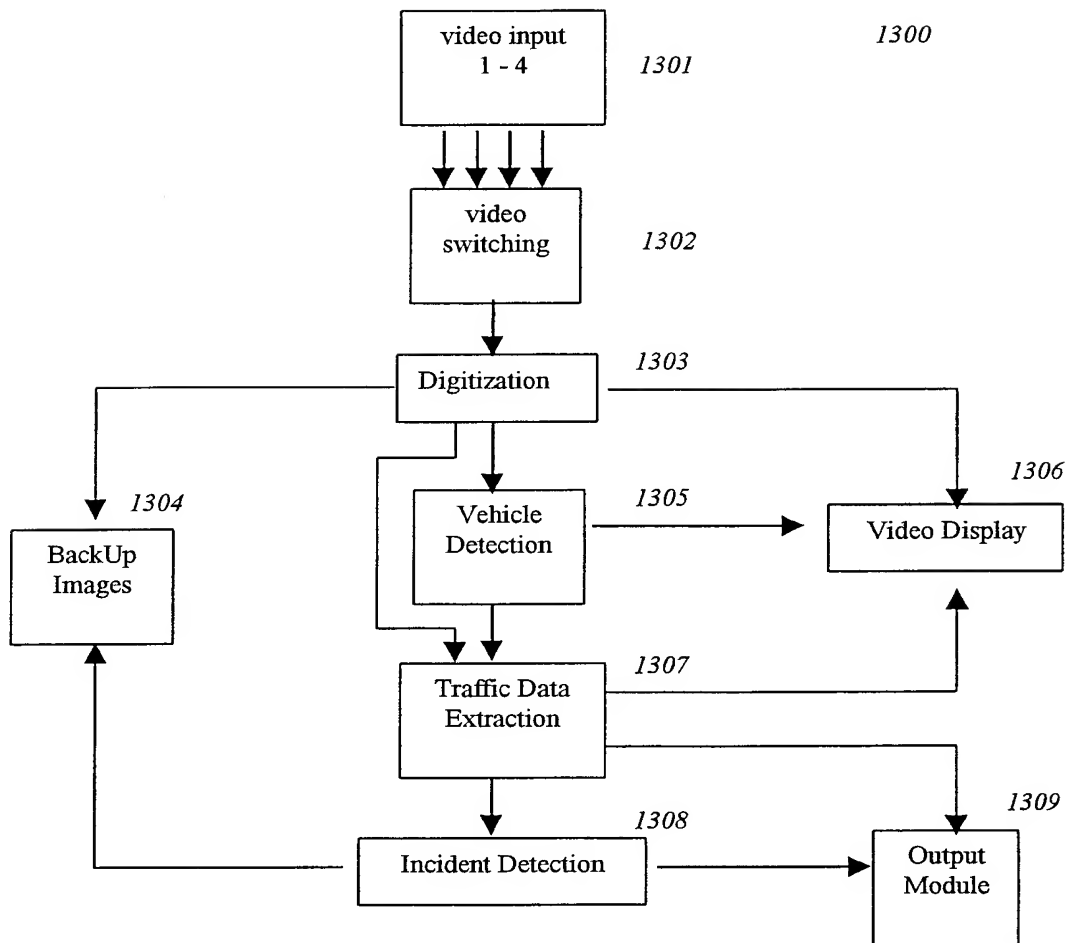 video input
1 - 4
1300
1301
video
switching
1302
Digitization
1303
1304
BackUp
Images
Vehicle
Detection
1305
1306
Video Display
Traffic Data
Extraction
1307
Incident Detection
1308
1309
Output
Module